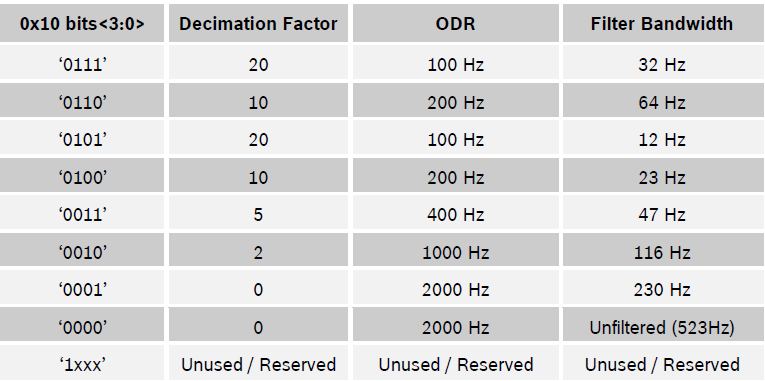 0x10 bits<3:0> Decimation Factor ODR Filter Bandwidth
‘0111’ 20 100 Hz 32 Hz
‘0110’ 10 200 Hz 64 Hz
‘0101’ 20 100 Hz 12 Hz
‘0100’ 10 200 Hz 23 Hz
‘0011’ 5 400 Hz 47 Hz
‘0010’ 2 1000 Hz 116 Hz
‘0001’ 0 2000 Hz 230 Hz
‘0000’ 0 2000 Hz Unfiltered (523Hz)
‘1xxx’ Unused / Reserved Unused / Reserved Unused / Reserved